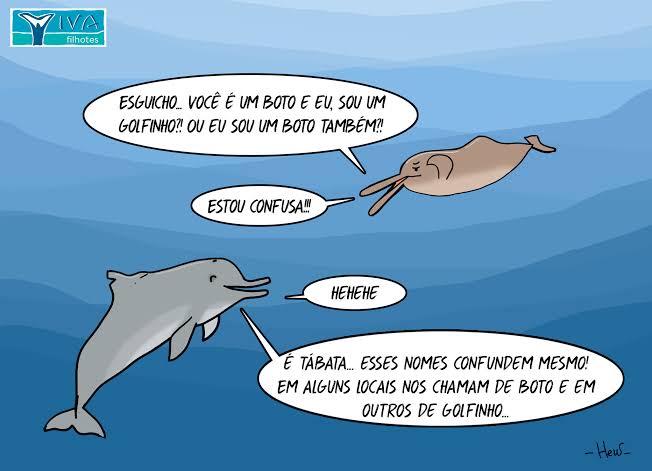 VIVA
filhotes
ESGUICHO... VOCÊ É UM BOTO E EU, SOU UM
GOLFINHO?! OU EU SOU UM BOTO TAMBÉM?!
ESTOU CONFUSA!!!
HEHEHE
É TÁBATA... ESSES NOMES CONFUNDEM MESMO!
EM ALGUNS LOCAIS NOS CHAMAM DE BOTO E EM
OUTROS DE GOLFINHO...